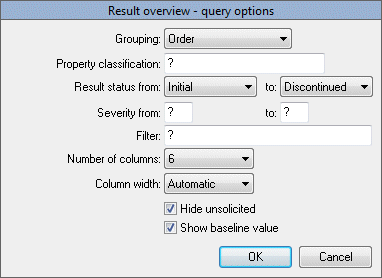 Result overview - query options
Grouping: Order
Property classification: ?
Result status from: Initial to: Discontinued
Severity from: ? to: ?
Filter: ?
Number of columns: 6
Column width: Automatic
Hide unsolicited
Show baseline value
OK Cancel